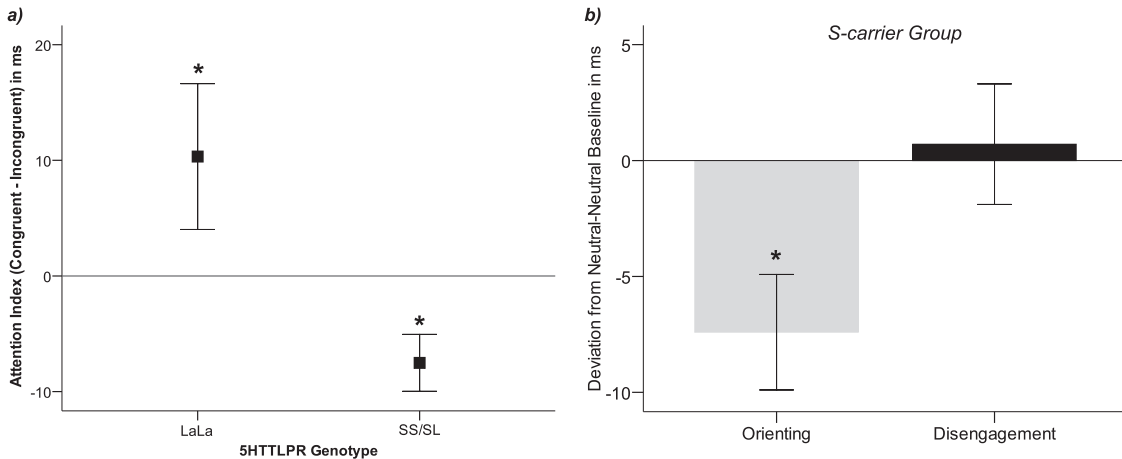 a)
Attention Index (Congruent - Incongruent) in ms
20
10
0
-10
*
*
LaLa
SS/SL
5HTTLPR Genotype
b)
S-carrier Group
Deviation from Neutral-Neutral Baseline in ms
5
0
-5
-10
*
Orienting
Disengagement